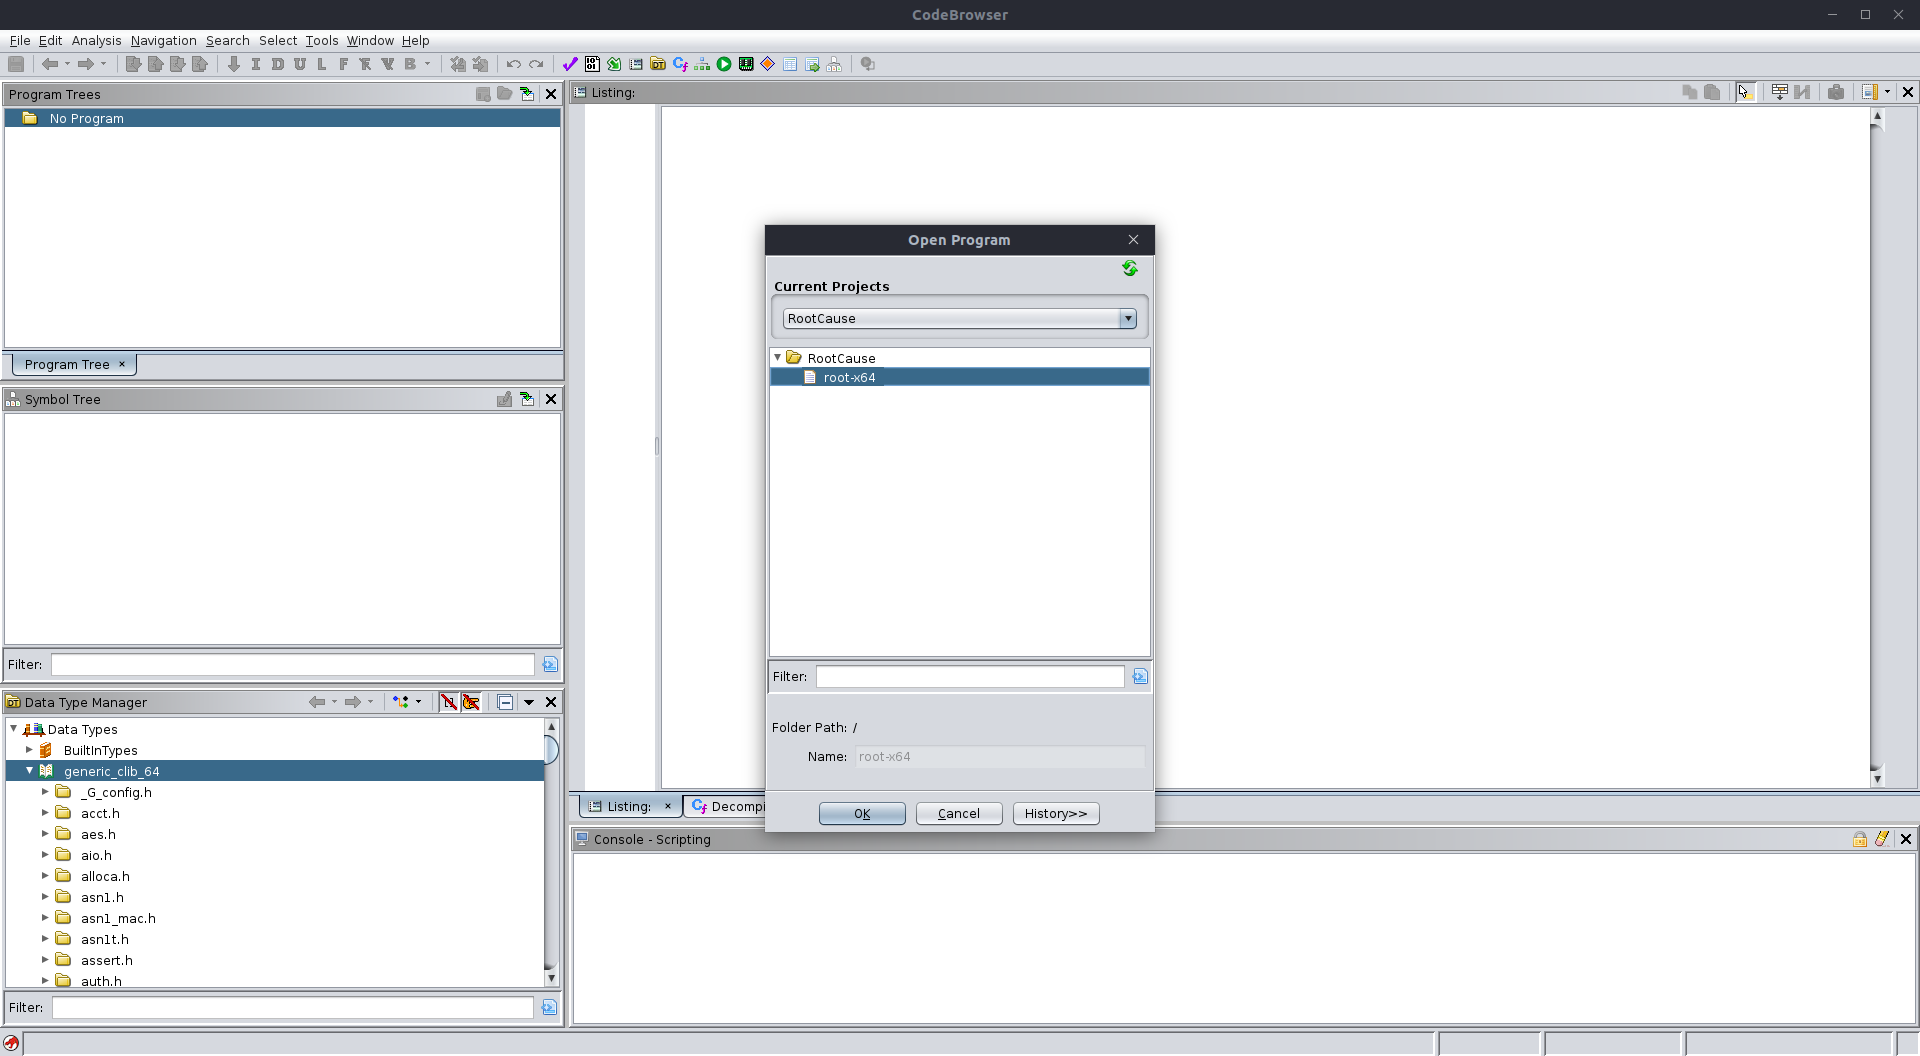 CodeBrowser
File Edit Analysis Navigation Search Select Tools Window Help
I D U L F R V B
Program Trees
No Program
Program Tree ×
Symbol Tree
Filter:
Data Type Manager
Data Types
BuiltInTypes
generic_clib_64
_G_config.h
acct.h
aes.h
aio.h
alloca.h
asn1.h
asn1_mac.h
asn1t.h
assert.h
auth.h
Filter:
Listing:
Open Program
Current Projects
RootCause
RootCause
root-x64
Filter:
Folder Path: /
Name: root-x64
OK Cancel History>>
Listing: × Decompi
Console - Scripting